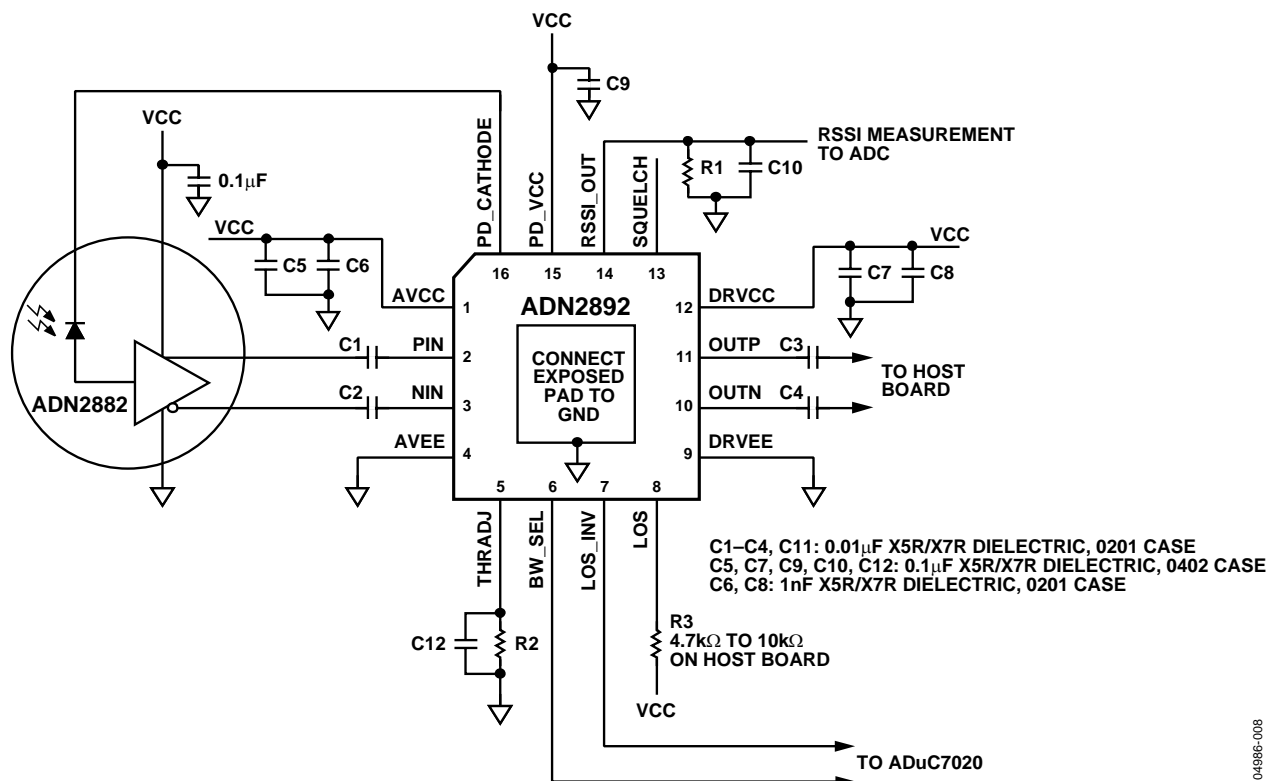 VCC
C9
VCC
0.1µF
PD_CATHODE
PD_VCC
RSSI_OUT
SQUELCH
R1
C10
RSSI MEASUREMENT
TO ADC
VCC
C5
C6
VCC
C7
C8
16
15
14
13
AVCC
1
ADN2892
12
DRVCC
C1
PIN
2
CONNECT
EXPOSED
PAD TO
GND
11
OUTP
C3
TO HOST
BOARD
ADN2882
C2
NIN
3
10
OUTN
C4
AVEE
4
9
DRVEE
5
6
7
8
THRADJ
BW_SEL
LOS_INV
LOS
C1–C4, C11: 0.01µF X5R/X7R DIELECTRIC, 0201 CASE
C5, C7, C9, C10, C12: 0.1µF X5R/X7R DIELECTRIC, 0402 CASE
C6, C8: 1nF X5R/X7R DIELECTRIC, 0201 CASE
C12
R2
R3
4.7kΩ TO 10kΩ
ON HOST BOARD
VCC
TO ADuC7020
04986-008